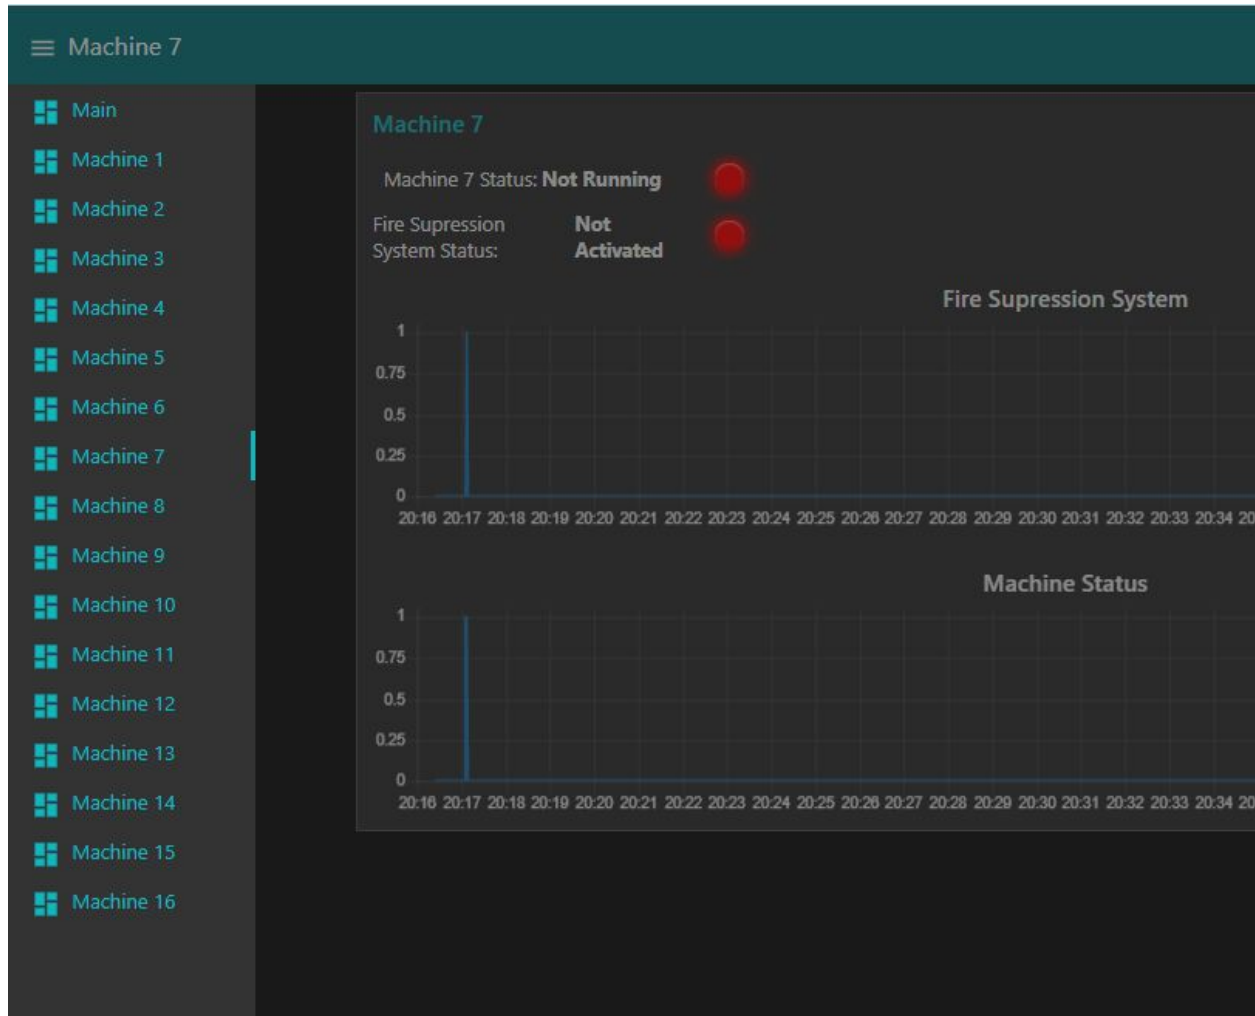 Machine 7
Main
Machine 1
Machine 2
Machine 3
Machine 4
Machine 5
Machine 6
Machine 7
Machine 8
Machine 9
Machine 10
Machine 11
Machine 12
Machine 13
Machine 14
Machine 15
Machine 16
Machine 7
Machine 7 Status: Not Running
Fire Supression Not
System Status: Activated
Fire Supression System
1
0.75
0.5
0.25
0
20:16 20:17 20:18 20:19 20:20 20:21 20:22 20:23 20:24 20:25 20:26 20:27 20:28 20:29 20:30 20:31 20:32 20:33 20:34 20
Machine Status
1
0.75
0.5
0.25
0
20:16 20:17 20:18 20:19 20:20 20:21 20:22 20:23 20:24 20:25 20:26 20:27 20:28 20:29 20:30 20:31 20:32 20:33 20:34 20